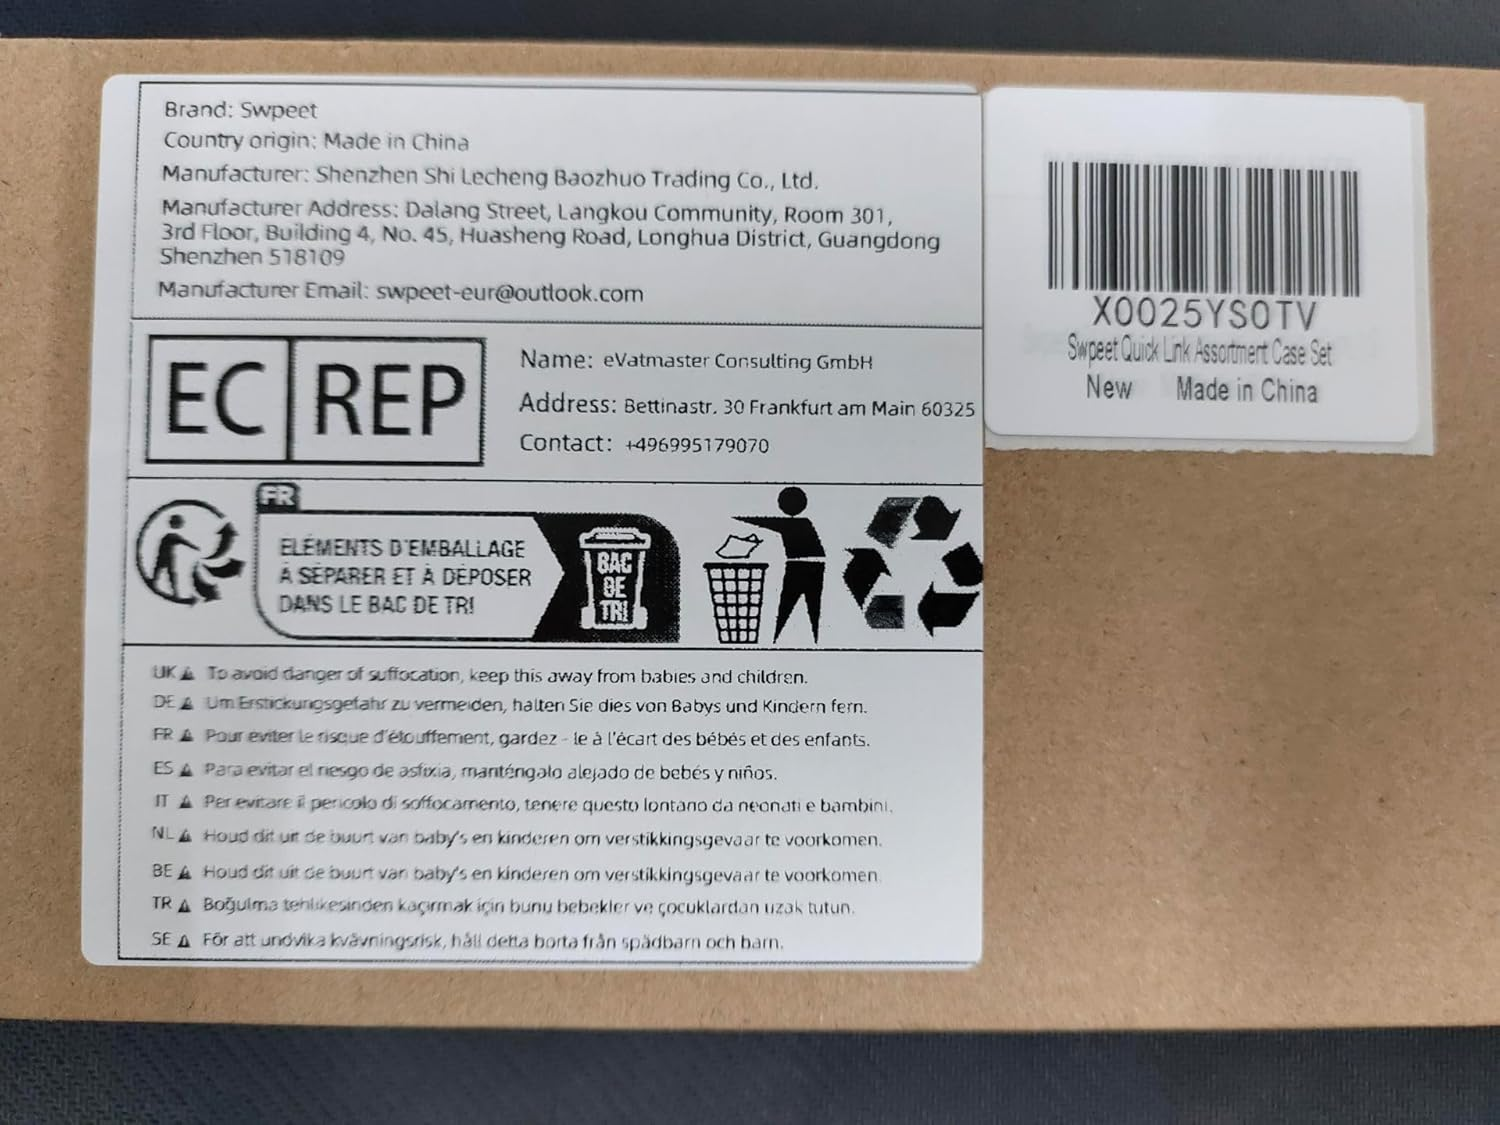 Brand: Swpeet
Country origin: Made in China
Manufacturer: Shenzhen Shi Lecheng Baozhuo Trading Co., Ltd.
Manufacturer Address: Dalang Street, Langkou Community, Room 301,
3rd Floor, Building 4, No. 45, Huasheng Road, Longhua District, Guangdong
Shenzhen 518109
Manufacturer Email: swpeet-eur@outlook.com
EC REP
Name: eVatmaster Consulting GmbH
Address: Bettinastr. 30 Frankfurt am Main 60325
Contact: +496995179070
FR
ELÉMENTS D'EMBALLAGE
À SÉPARER ET À DÉPOSER
DANS LE BAC DE TRI
BAC
DE
TRI
UK ⚠ To avoid danger of suffocation, keep this away from babies and children.
DE ⚠ Um Erstickungsgefahr zu vermeiden, halten Sie dies von Babys und Kindern fern.
FR ⚠ Pour eviter le risque d'étouffement, gardez - le à l'écart des bébés et des enfants.
ES ⚠ Para evitar el riesgo de asfixia, manténgalo alejado de bebés y niños.
IT ⚠ Per evitare il pericolo di soffocamento, tenere questo lontano da neonati e bambini.
NL ⚠ Houd dit uit de buurt van baby's en kinderen om verstikkingsgevaar te voorkomen.
BE ⚠ Houd dit uit de buurt van baby's en kinderen om verstikkingsgevaar te voorkomen.
TR ⚠ Boğulma tehlikesinden kaçırmak için bunu bebekler ve çocuklardan uzak tutun.
SE ⚠ För att undvika kvävningsrisk, håll detta borta från spädbarn och barn.
X0025YS0TV
Swpeet Quick Link Assortment Case Set
New Made in China